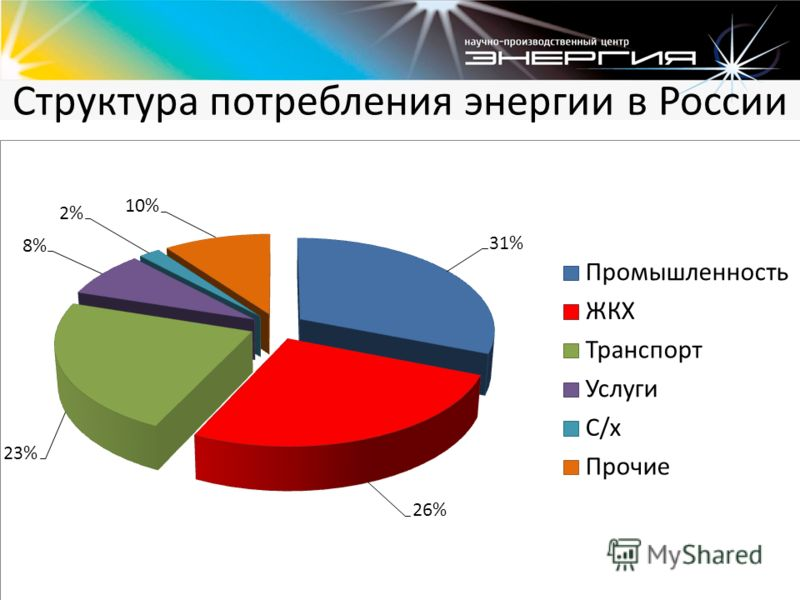 научно-производственный центр
ЭНЕРГИЯ
Структура потребления энергии в России
10%
2%
8%
31%
23%
26%
Промышленность
ЖКХ
Транспорт
Услуги
С/х
Прочие
MyShared